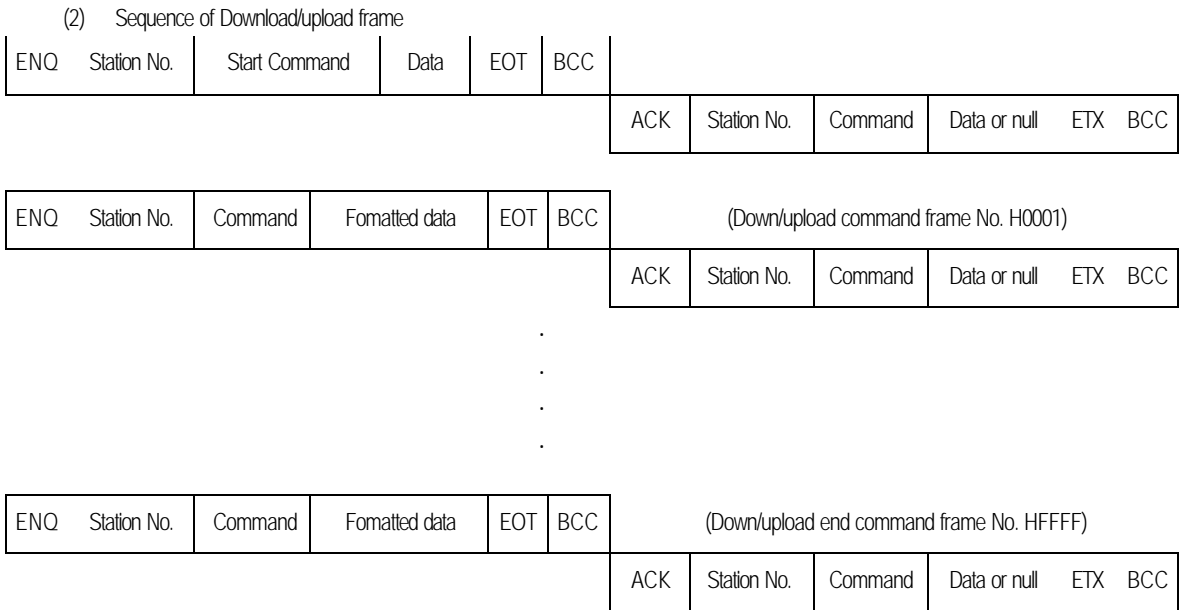 (2) Sequence of Download/upload frame
ENQ Station No. Start Command Data EOT BCC
ACK Station No. Command Data or null ETX BCC
ENQ Station No. Command Fomatted data EOT BCC (Down/upload command frame No. H0001)
ACK Station No. Command Data or null ETX BCC
.
.
.
.
ENQ Station No. Command Fomatted data EOT BCC (Down/upload end command frame No. HFFFF)
ACK Station No. Command Data or null ETX BCC